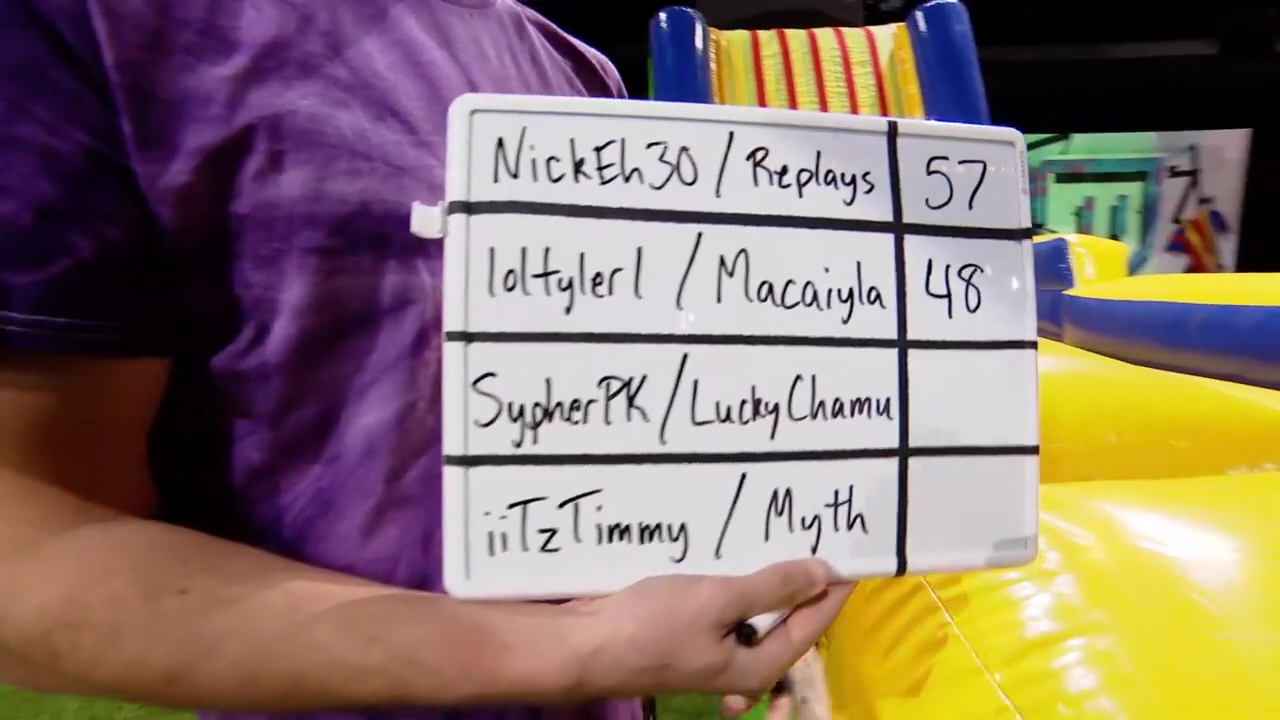 NickEh30 / Replays 57
loltyler1 / Macaiyla 48
SypherPK / LuckyChamu
iiTzTimmy / Myth